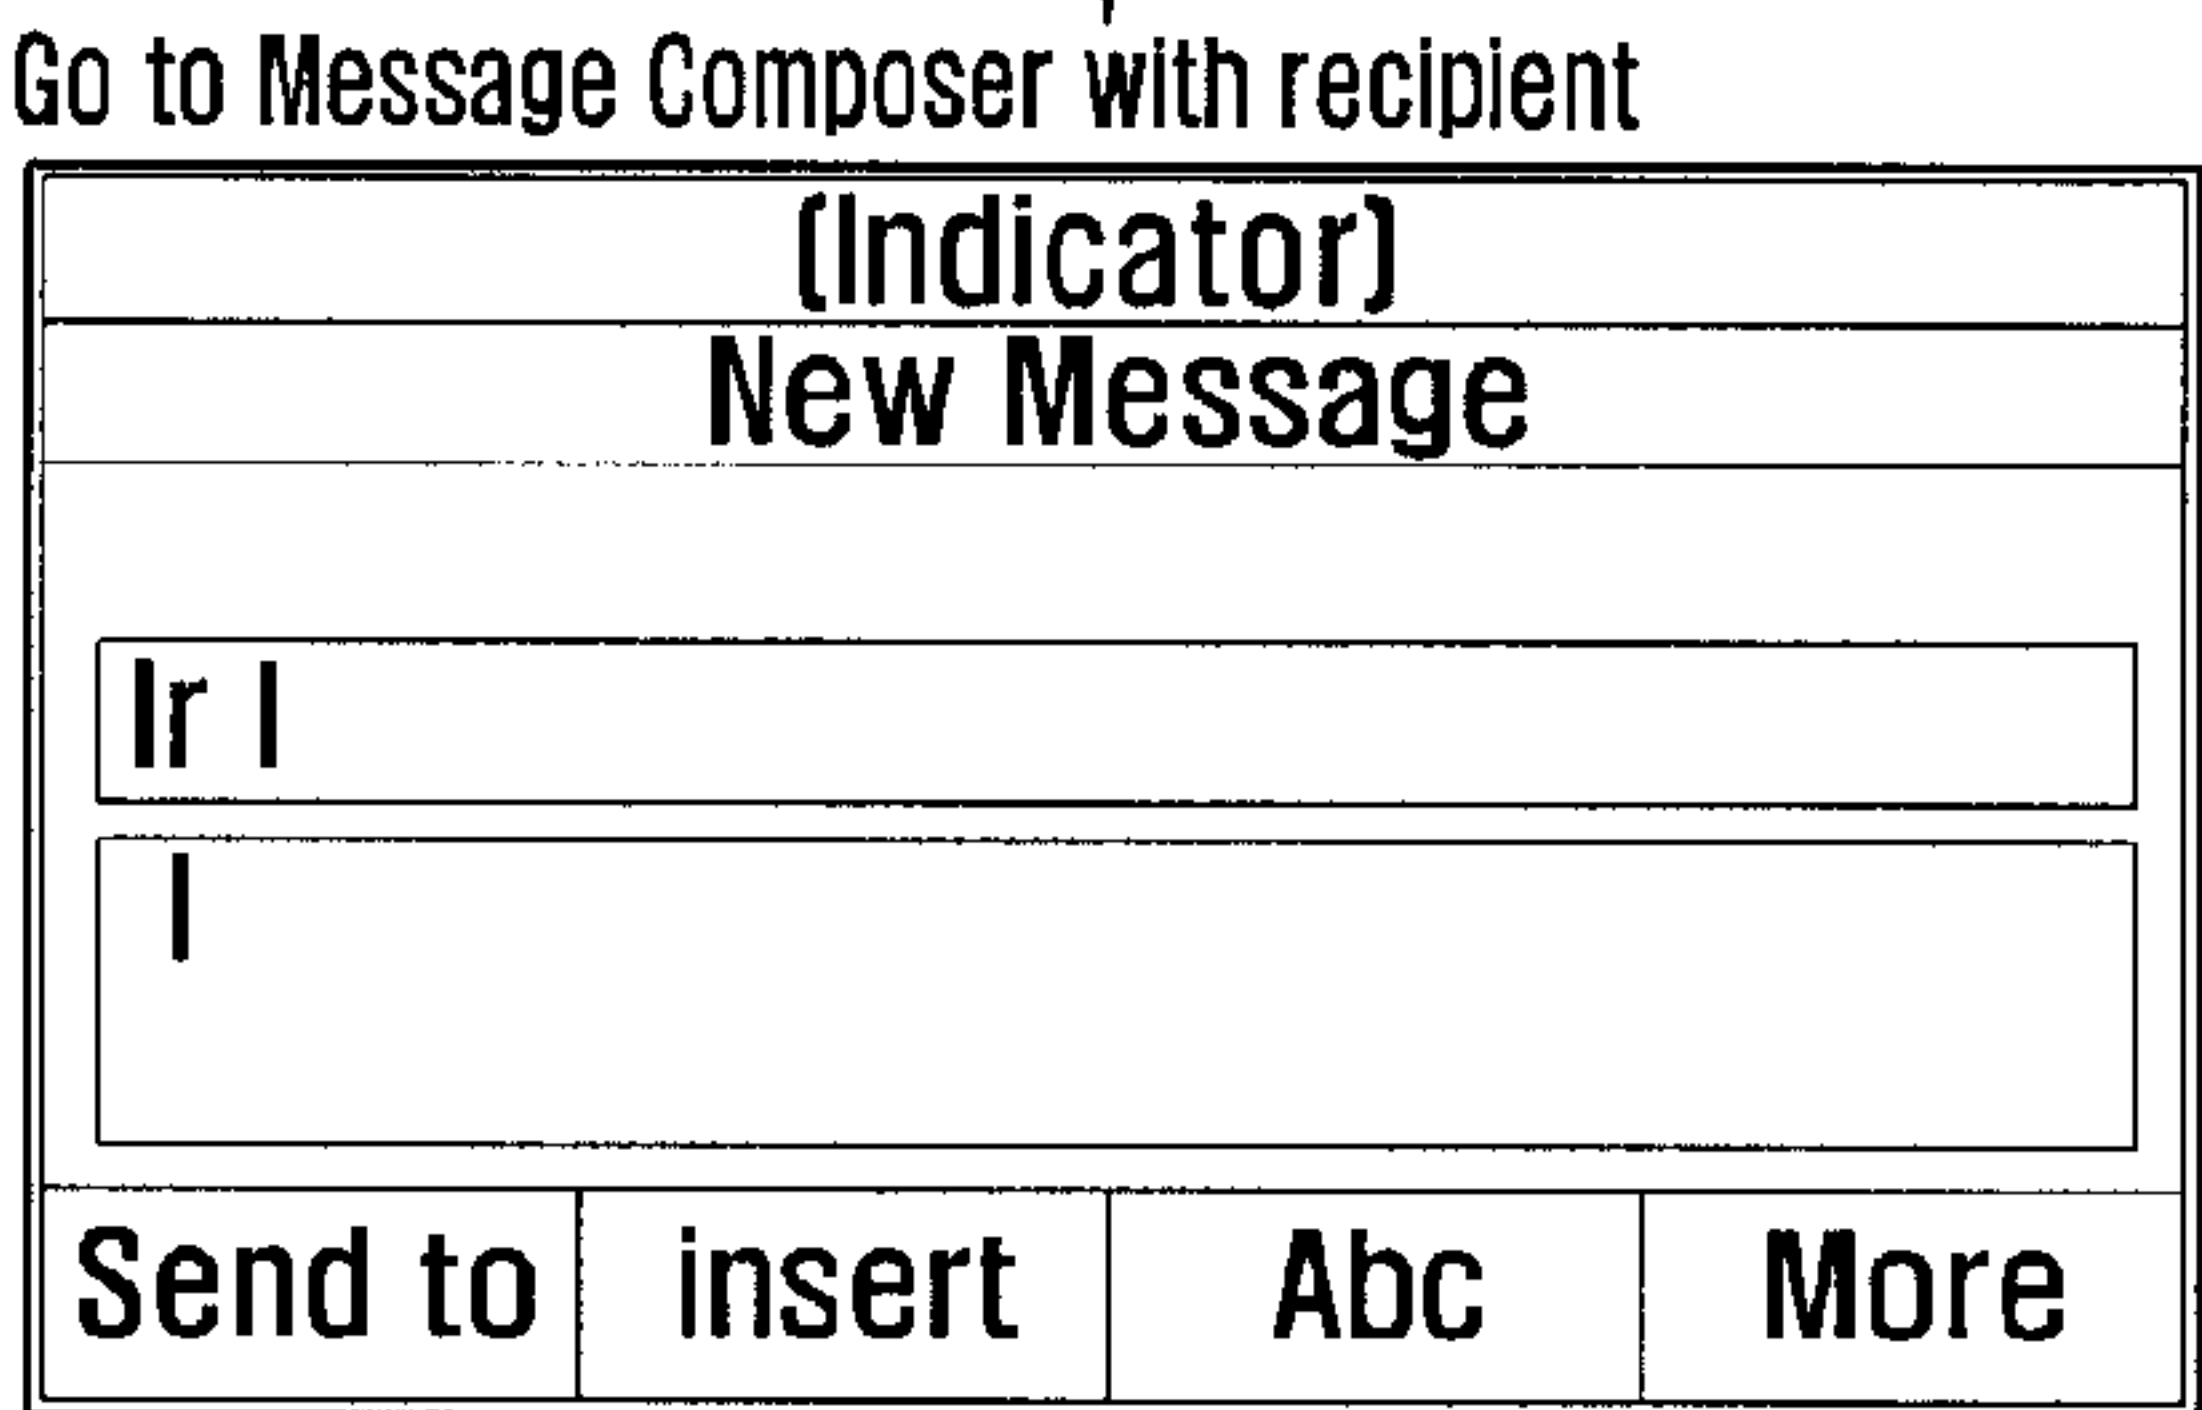 Go to Message Composer with recipient
(Indicator)
New Message
Ir I
I
Send to insert Abc More